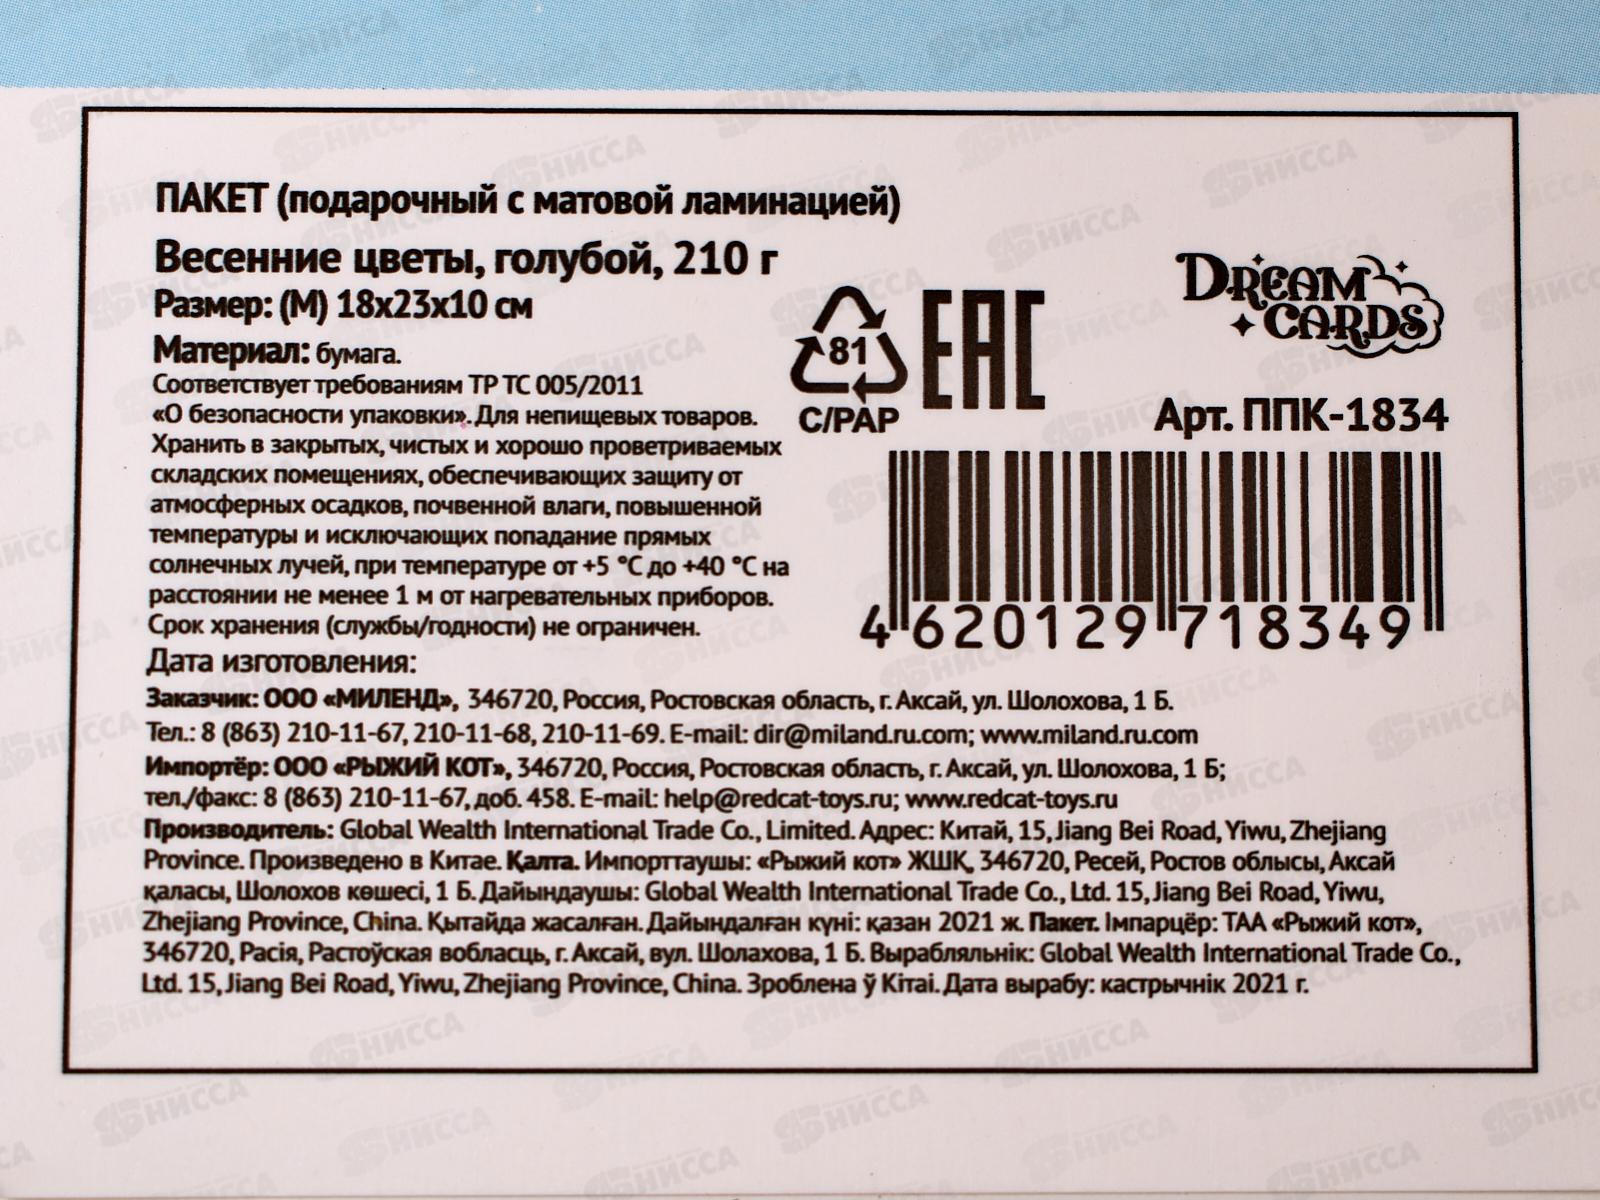 ПАКЕТ (подарочный с матовой ламинацией)
Весенние цветы, голубой, 210 г
Размер: (М) 18х23х10 см
Материал: бумага.
Соответствует требованиям ТР ТС 005/2011
«О безопасности упаковки». Для непищевых товаров.
Хранить в закрытых, чистых и хорошо проветриваемых
складских помещениях, обеспечивающих защиту от
атмосферных осадков, почвенной влаги, повышенной
температуры и исключающих попадание прямых
солнечных лучей, при температуре от +5 °С до +40 °С на
расстоянии не менее 1 м от нагревательных приборов.
Срок хранения (службы/годности) не ограничен.
Дата изготовления:
81
C/PAP
EAC
DREAM
CARDS
Арт. ППК-1834
4 620129 718349
Заказчик: ООО «МИЛЕНД», 346720, Россия, Ростовская область, г. Аксай, ул. Шолохова, 1 Б.
Тел.: 8 (863) 210-11-67, 210-11-68, 210-11-69. E-mail: dir@miland.ru.com; www.miland.ru.com
Импортёр: ООО «РЫЖИЙ КОТ», 346720, Россия, Ростовская область, г. Аксай, ул. Шолохова, 1 Б;
тел./факс: 8 (863) 210-11-67, доб. 458. E-mail: help@redcat-toys.ru; www.redcat-toys.ru
Производитель: Global Wealth International Trade Co., Limited. Адрес: Китай, 15, Jiang Bei Road, Yiwu, Zhejiang
Province. Произведено в Китае. Қалта. Импорттаушы: «Рыжий кот» ЖШҚ, 346720, Ресей, Ростов облысы, Аксай
қаласы, Шолохов көшесі, 1 Б. Дайындаушы: Global Wealth International Trade Co., Ltd. 15, Jiang Bei Road, Yiwu,
Zhejiang Province, China. Қытайда жасалған. Дайындалған күні: қазан 2021 ж. Пакет. Імпарцёр: ТАА «Рыжий кот»,
346720, Расія, Растоўская вобласць, г. Аксай, вул. Шолахова, 1 Б. Вырабляльнік: Global Wealth International Trade Co.,
Ltd. 15, Jiang Bei Road, Yiwu, Zhejiang Province, China. Зроблена ў Кітаі. Дата вырабу: кастрычнік 2021 г.
НИССА